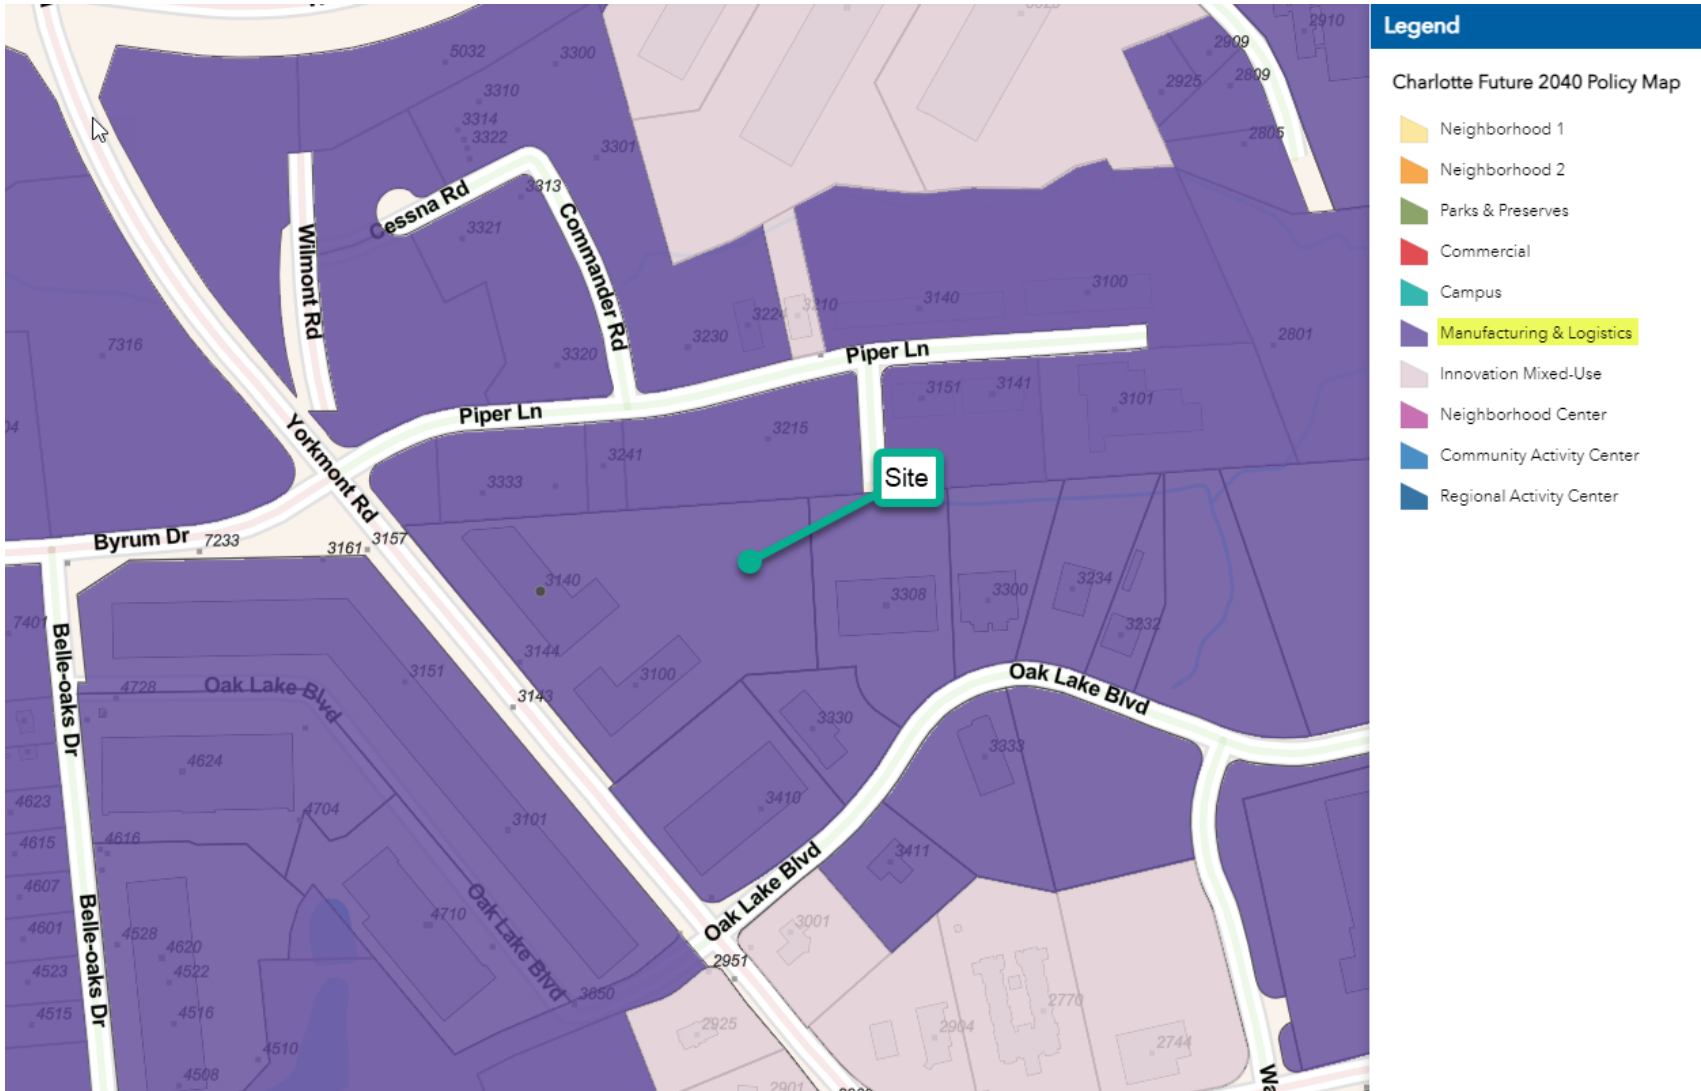 Legend
Charlotte Future 2040 Policy Map
Neighborhood 1
Neighborhood 2
Parks & Preserves
Commercial
Campus
Manufacturing & Logistics
Innovation Mixed-Use
Neighborhood Center
Community Activity Center
Regional Activity Center
2910
2909
5032
3300
2809
2925
3310
3314
3322
2805
3301
3313
Cessna Rd
3321
Commander Rd
Wilmont Rd
3100
3140
3210
3224
3230
2801
7316
Piper Ln
3320
3151
3141
3101
Piper Ln
3215
Yorkmont Rd
3241
Site
3333
Byrum Dr
7233
3161
3157
3140
3308
3300
3234
3232
7401
Belle-oaks Dr
3144
3151
3100
Oak Lake Blvd
4728
Oak Lake Blvd
3143
3330
3333
4624
3410
4623
4704
3101
4615
4616
3411
Oak Lake Blvd
4607
Oak Lake Blvd
4710
3001
4601
4528
4620
Belle-oaks Dr
2951
4523
4522
3650
2770
4515
4516
2925
2904
2744
4510
4508
2901
Wa